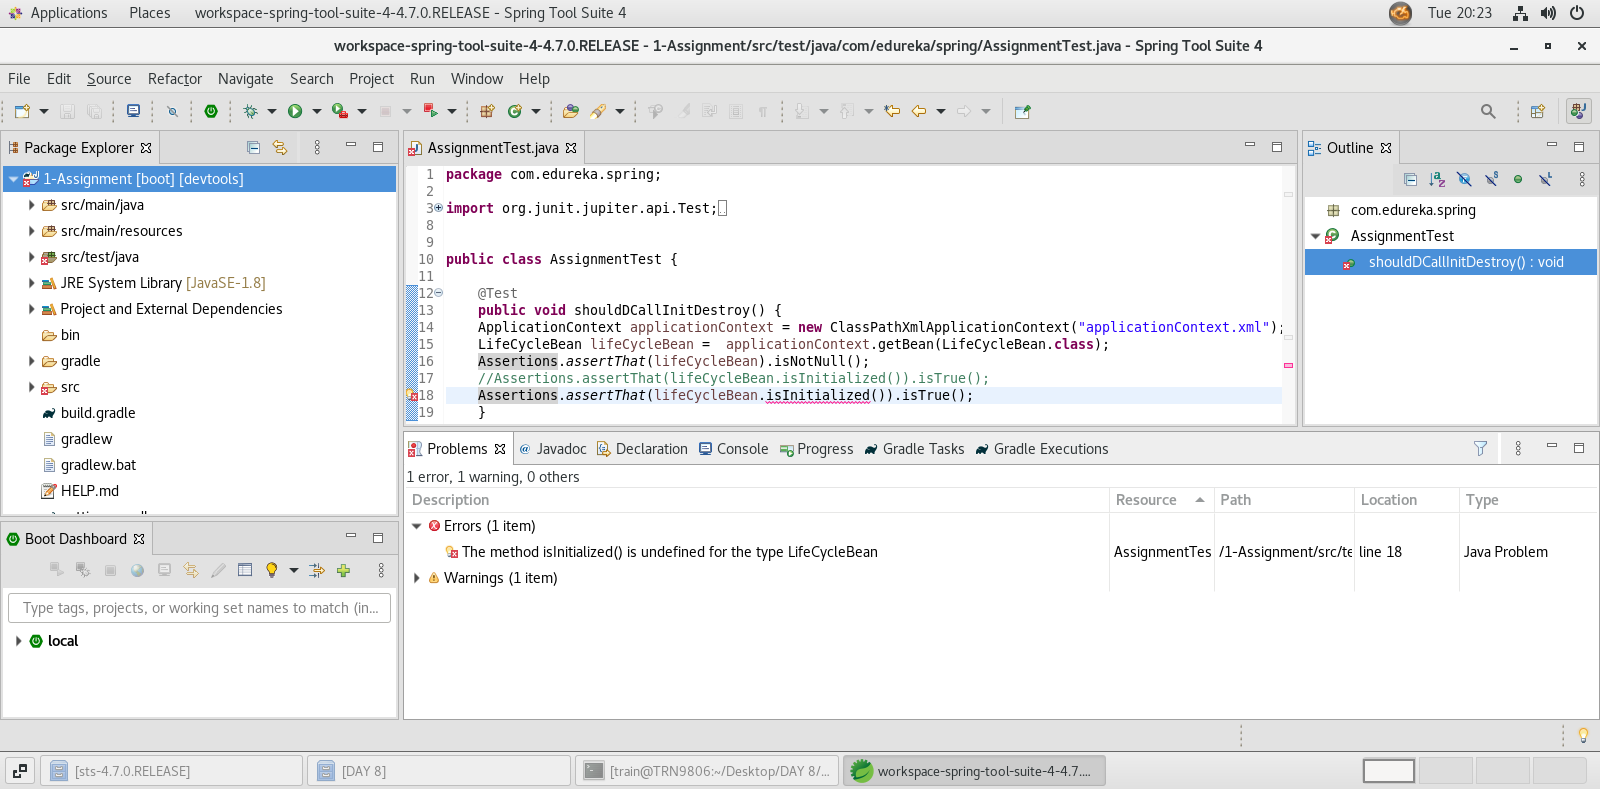 Applications Places workspace-spring-tool-suite-4-4.7.0.RELEASE - Spring Tool Suite 4 Tue 20:23
workspace-spring-tool-suite-4-4.7.0.RELEASE - 1-Assignment/src/test/java/com/edureka/spring/AssignmentTest.java - Spring Tool Suite 4
File Edit Source Refactor Navigate Search Project Run Window Help
Package Explorer
1-Assignment [boot] [devtools]
src/main/java
src/main/resources
src/test/java
JRE System Library [JavaSE-1.8]
Project and External Dependencies
bin
gradle
src
build.gradle
gradlew
gradlew.bat
HELP.md
AssignmentTest.java
1 package com.edureka.spring;
2
3 import org.junit.jupiter.api.Test;
8
9
10 public class AssignmentTest {
11
12 @Test
13 public void shouldDCallInitDestroy() {
14 ApplicationContext applicationContext = new ClassPathXmlApplicationContext("applicationContext.xml");
15 LifeCycleBean lifeCycleBean =  applicationContext.getBean(LifeCycleBean.class);
16 Assertions.assertThat(lifeCycleBean).isNotNull();
17 //Assertions.assertThat(lifeCycleBean.isInitialized()).isTrue();
18 Assertions.assertThat(lifeCycleBean.isInitialized()).isTrue();
19 }
Outline
com.edureka.spring
AssignmentTest
shouldDCallInitDestroy() : void
Boot Dashboard
Type tags, projects, or working set names to match (in...
local
Problems @ Javadoc Declaration Console Progress Gradle Tasks Gradle Executions
1 error, 1 warning, 0 others
Description Resource Path Location Type
Errors (1 item)
The method isInitialized() is undefined for the type LifeCycleBean AssignmentTes /1-Assignment/src/te line 18 Java Problem
Warnings (1 item)
[sts-4.7.0.RELEASE] [DAY 8] [train@TRN9806:~/Desktop/DAY 8/... workspace-spring-tool-suite-4-4.7....